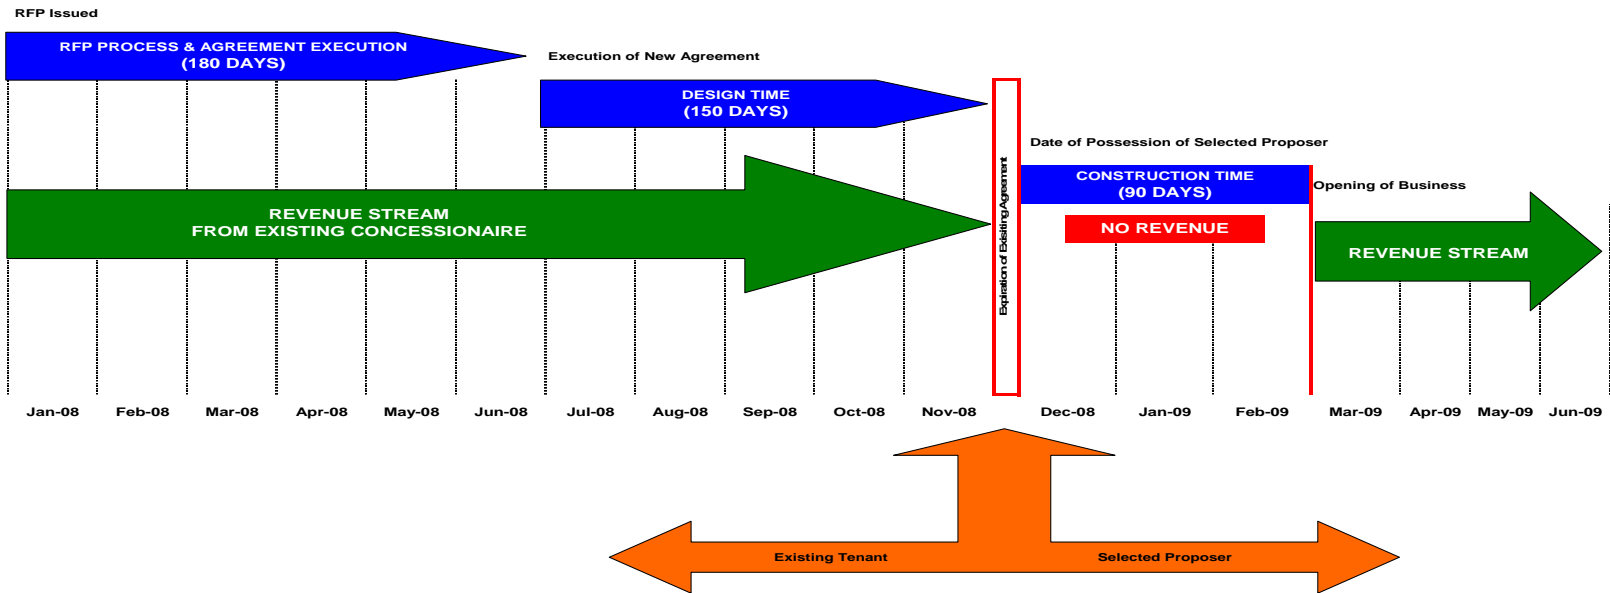 RFP Issued
RFP PROCESS & AGREEMENT EXECUTION
(180 DAYS)
Execution of New Agreement
DESIGN TIME
(150 DAYS)
Expiration of Exisiting Agreement
Date of Possession of Selected Proposer
CONSTRUCTION TIME
(90 DAYS)
Opening of Business
REVENUE STREAM
FROM EXISTING CONCESSIONAIRE
NO REVENUE
REVENUE STREAM
Jan-08 Feb-08 Mar-08 Apr-08 May-08 Jun-08 Jul-08 Aug-08 Sep-08 Oct-08 Nov-08 Dec-08 Jan-09 Feb-09 Mar-09 Apr-09 May-09 Jun-09
Existing Tenant Selected Proposer